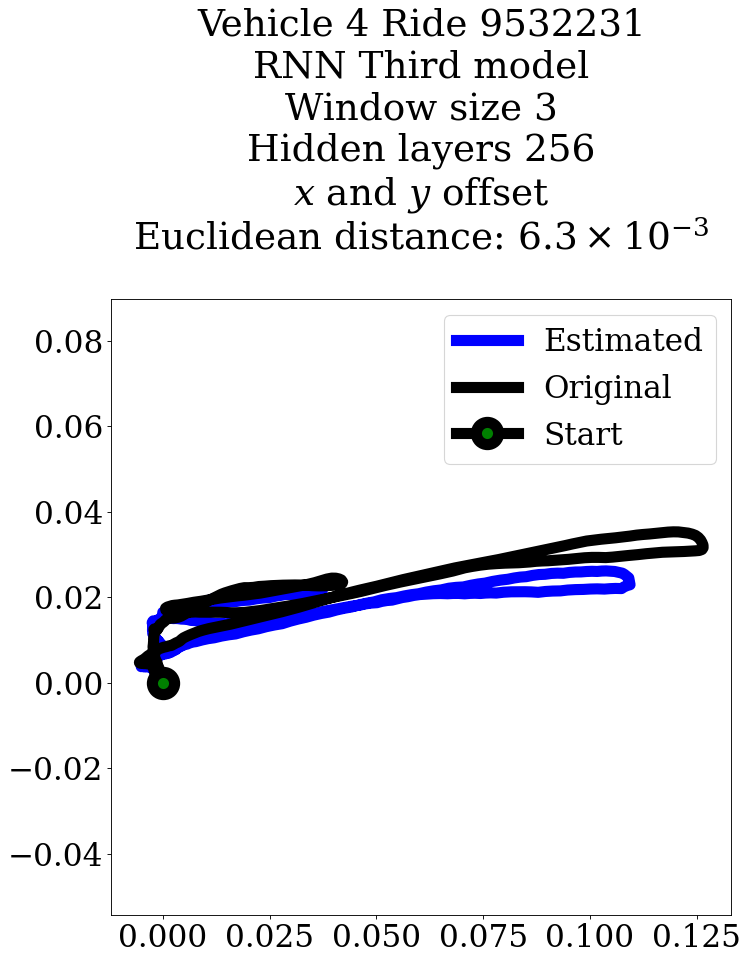 Vehicle 4 Ride 9532231
RNN Third model
Window size 3
Hidden layers 256
x and y offset
Euclidean distance: 6.3 × 10⁻³
Estimated
Original
Start
0.08
0.06
0.04
0.02
0.00
−0.02
−0.04
0.000 0.025 0.050 0.075 0.100 0.125